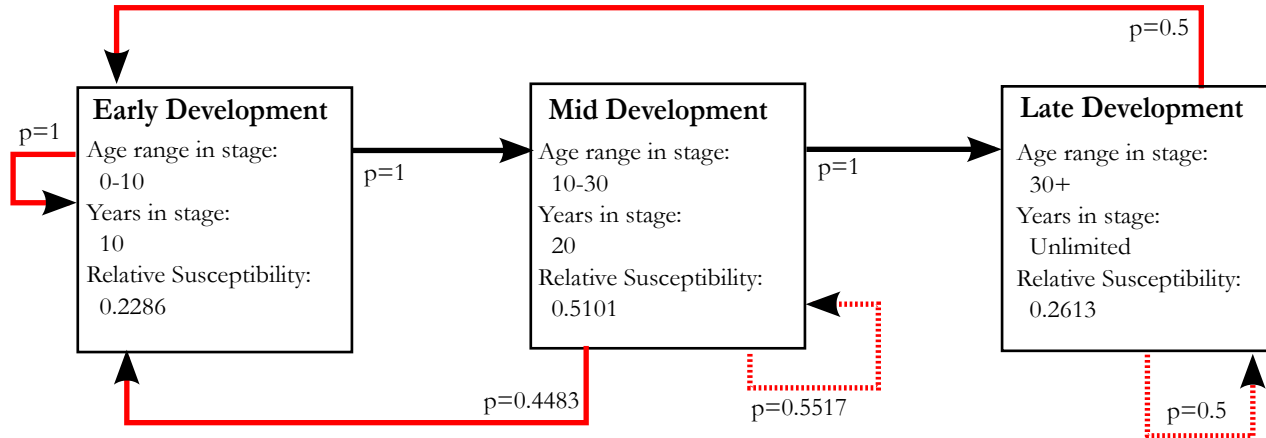 p=0.5
Early Development
Age range in stage:
0-10
Years in stage:
10
Relative Susceptibility:
0.2286
p=1
p=1
Mid Development
Age range in stage:
10-30
Years in stage:
20
Relative Susceptibility:
0.5101
p=1
Late Development
Age range in stage:
30+
Years in stage:
Unlimited
Relative Susceptibility:
0.2613
p=0.4483
p=0.5517
p=0.5